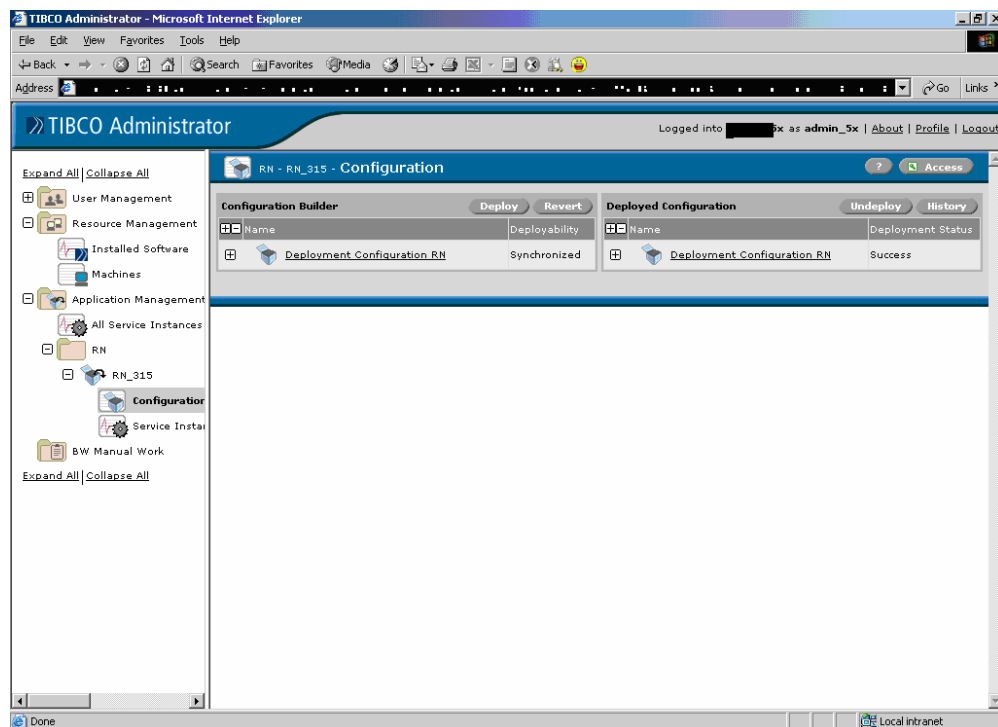 TIBCO Administrator - Microsoft Internet Explorer
File Edit View Favorites Tools Help
Back Search Favorites Media
Address Go Links »
TIBCO Administrator
Logged into 5x as admin_5x | About | Profile | Logout
Expand All | Collapse All
User Management
Resource Management
Installed Software
Machines
Application Management
All Service Instances
RN
RN_315
Configuration
Service Instan
BW Manual Work
Expand All | Collapse All
RN - RN_315 - Configuration
? Access
Configuration Builder Deploy Revert
Name Deployability
Deployment Configuration RN Synchronized
Deployed Configuration Undeploy History
Name Deployment Status
Deployment Configuration RN Success
Done Local intranet